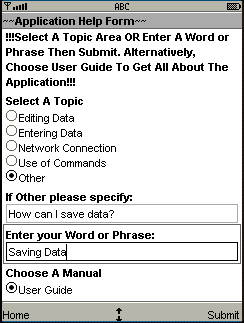 ABC
~~Application Help Form~~
!!!Select A Topic Area OR Enter A Word or
Phrase Then Submit. Alternatively,
Choose User Guide To Get All About The
Application!!!
Select A Topic
Editing Data
Entering Data
Network Connection
Use of Commands
Other
If Other please specify:
How can I save data?
Enter your Word or Phrase:
Saving Data
Choose A Manual
User Guide
Home Submit